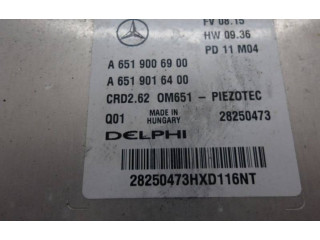 FV 08.15
HW 09.36
PD 11 M04
A 651 900 69 00
A 651 901 64 00
CRD2.62 OM651 - PIEZOTEC
Q01 MADE IN HUNGARY 28250473
DELPHI
28250473HXD116NT